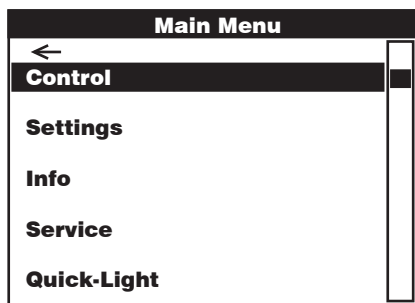 Main Menu
←
Control
Settings
Info
Service
Quick-Light